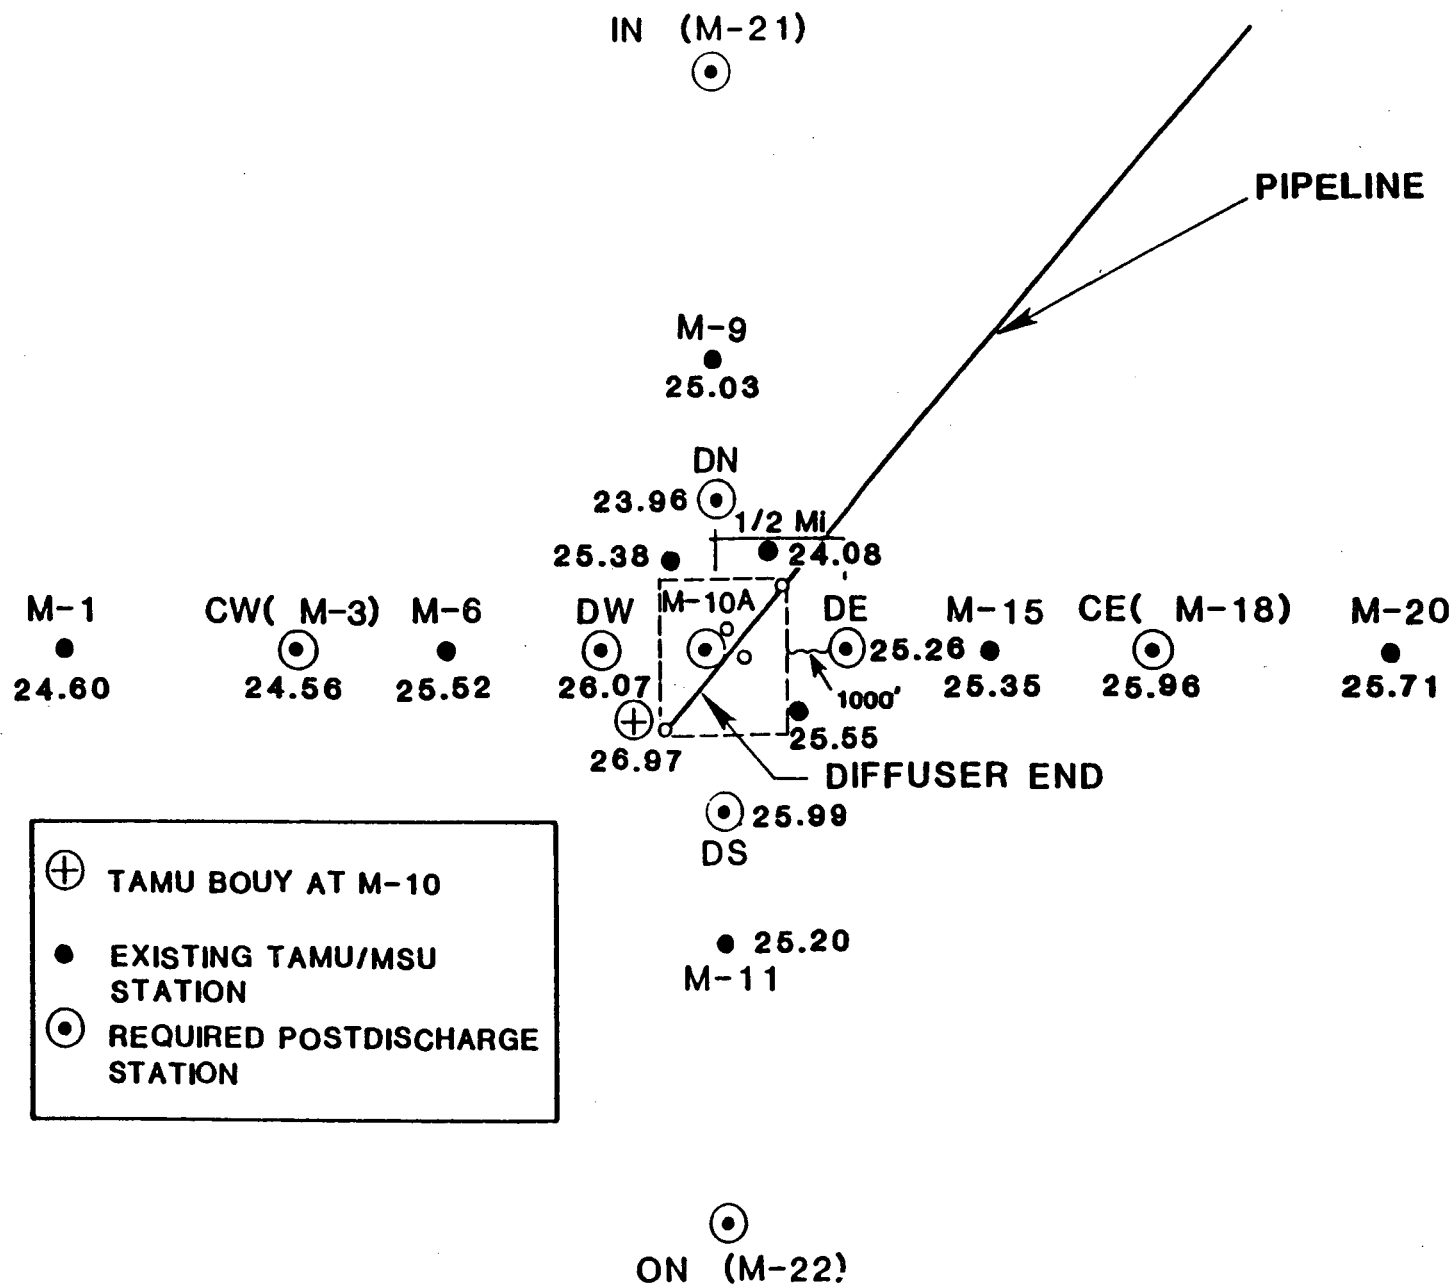 IN (M-21)
PIPELINE
M-9
25.03
DN
23.96
1/2 Mi
25.38
24.08
M-1
CW( M-3)
M-6
DW
M-10A
DE
M-15
CE( M-18)
M-20
25.26
24.60
24.56
25.52
26.07
1000'
25.35
25.96
25.71
25.55
26.97
DIFFUSER END
25.99
DS
25.20
M-11
TAMU BOUY AT M-10
EXISTING TAMU/MSU
STATION
REQUIRED POSTDISCHARGE
STATION
ON (M-22)